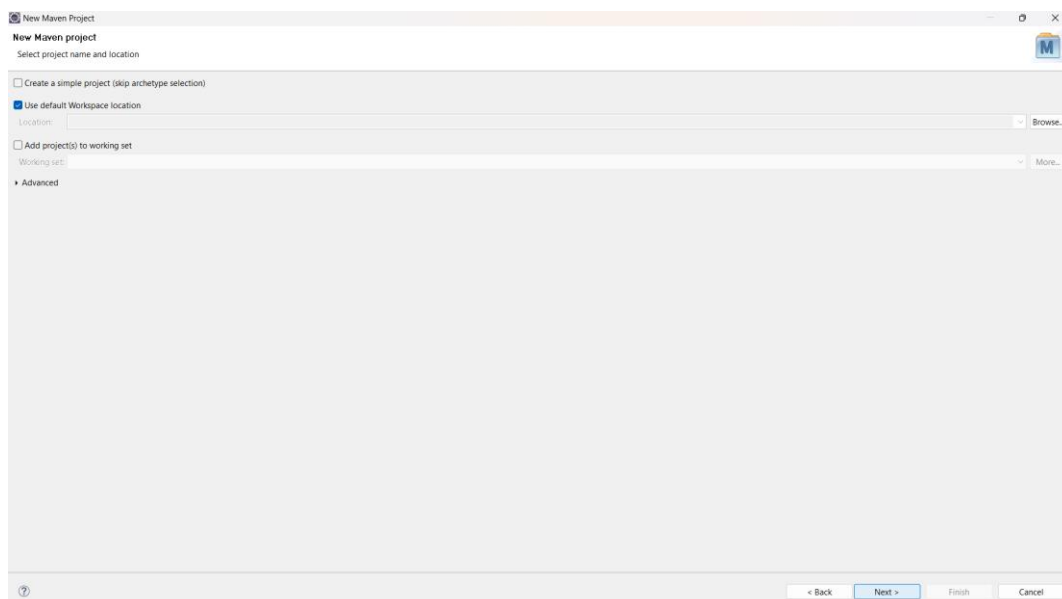 New Maven Project
New Maven project
Select project name and location
M
Create a simple project (skip archetype selection)
Use default Workspace location
Location: Browse..
Add project(s) to working set
Working set: More...
Advanced
? < Back Next > Finish Cancel